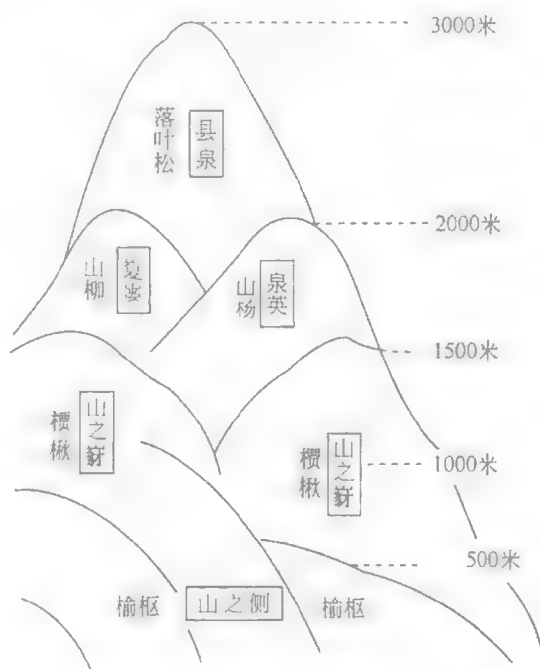 3000米
落叶松
县泉
2000米
山柳
山杨
泉英
1500米
槚楸
山之
槚楸
山之
1000米
500米
榆枢
山之侧
榆枢